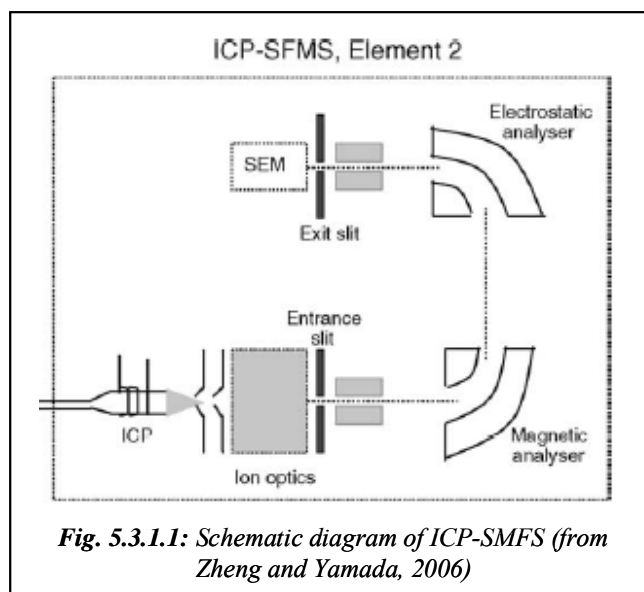 ICP-SFMS, Element 2
Electrostatic
analyser
SEM
Exit slit
Entrance
slit
ICP
Ion optics
Magnetic
analyser
Fig. 5.3.1.1: Schematic diagram of ICP-SMFS (from
Zheng and Yamada, 2006)